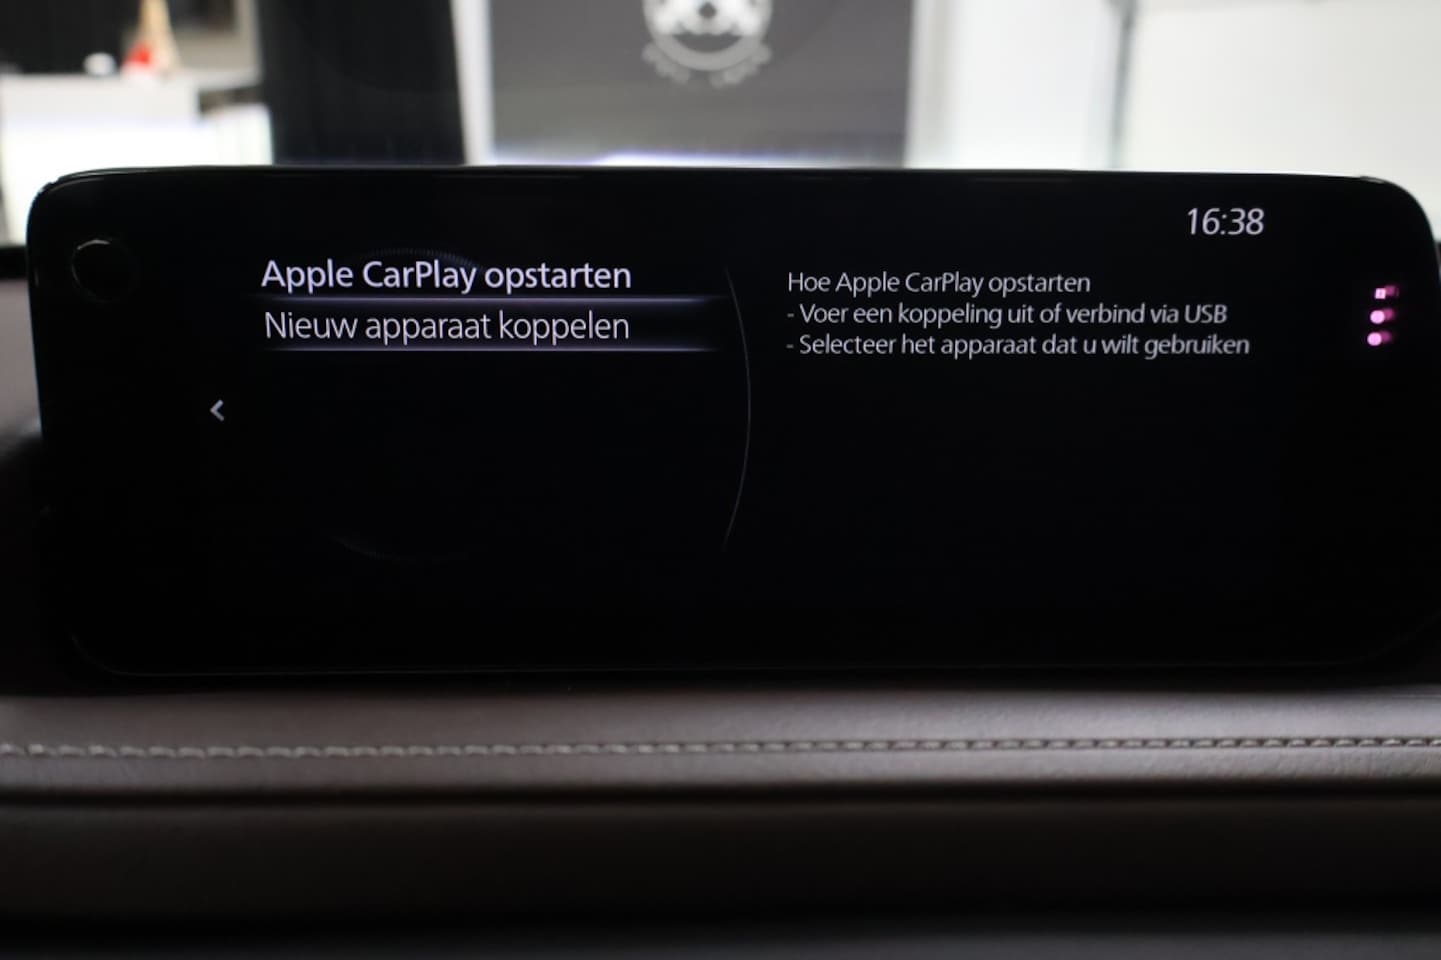 16:38
Apple CarPlay opstarten
Nieuw apparaat koppelen
Hoe Apple CarPlay opstarten
- Voer een koppeling uit of verbind via USB
- Selecteer het apparaat dat u wilt gebruiken